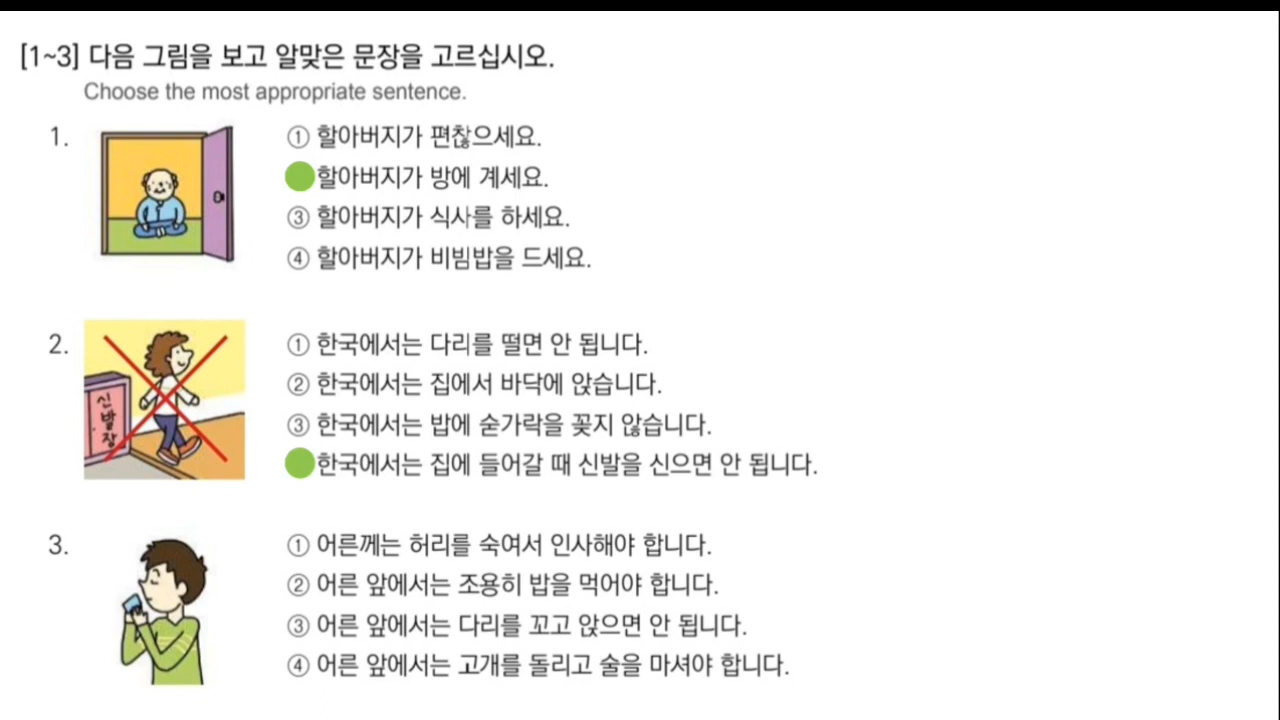 [1~3] 다음 그림을 보고 알맞은 문장을 고르십시오.
Choose the most appropriate sentence.
1.
① 할아버지가 편찮으세요.
할아버지가 방에 계세요.
③ 할아버지가 식사를 하세요.
④ 할아버지가 비빔밥을 드세요.
2.
신발장
① 한국에서는 다리를 떨면 안 됩니다.
② 한국에서는 집에서 바닥에 앉습니다.
③ 한국에서는 밥에 숟가락을 꽂지 않습니다.
한국에서는 집에 들어갈 때 신발을 신으면 안 됩니다.
3.
① 어른께는 허리를 숙여서 인사해야 합니다.
② 어른 앞에서는 조용히 밥을 먹어야 합니다.
③ 어른 앞에서는 다리를 꼬고 앉으면 안 됩니다.
④ 어른 앞에서는 고개를 돌리고 술을 마셔야 합니다.